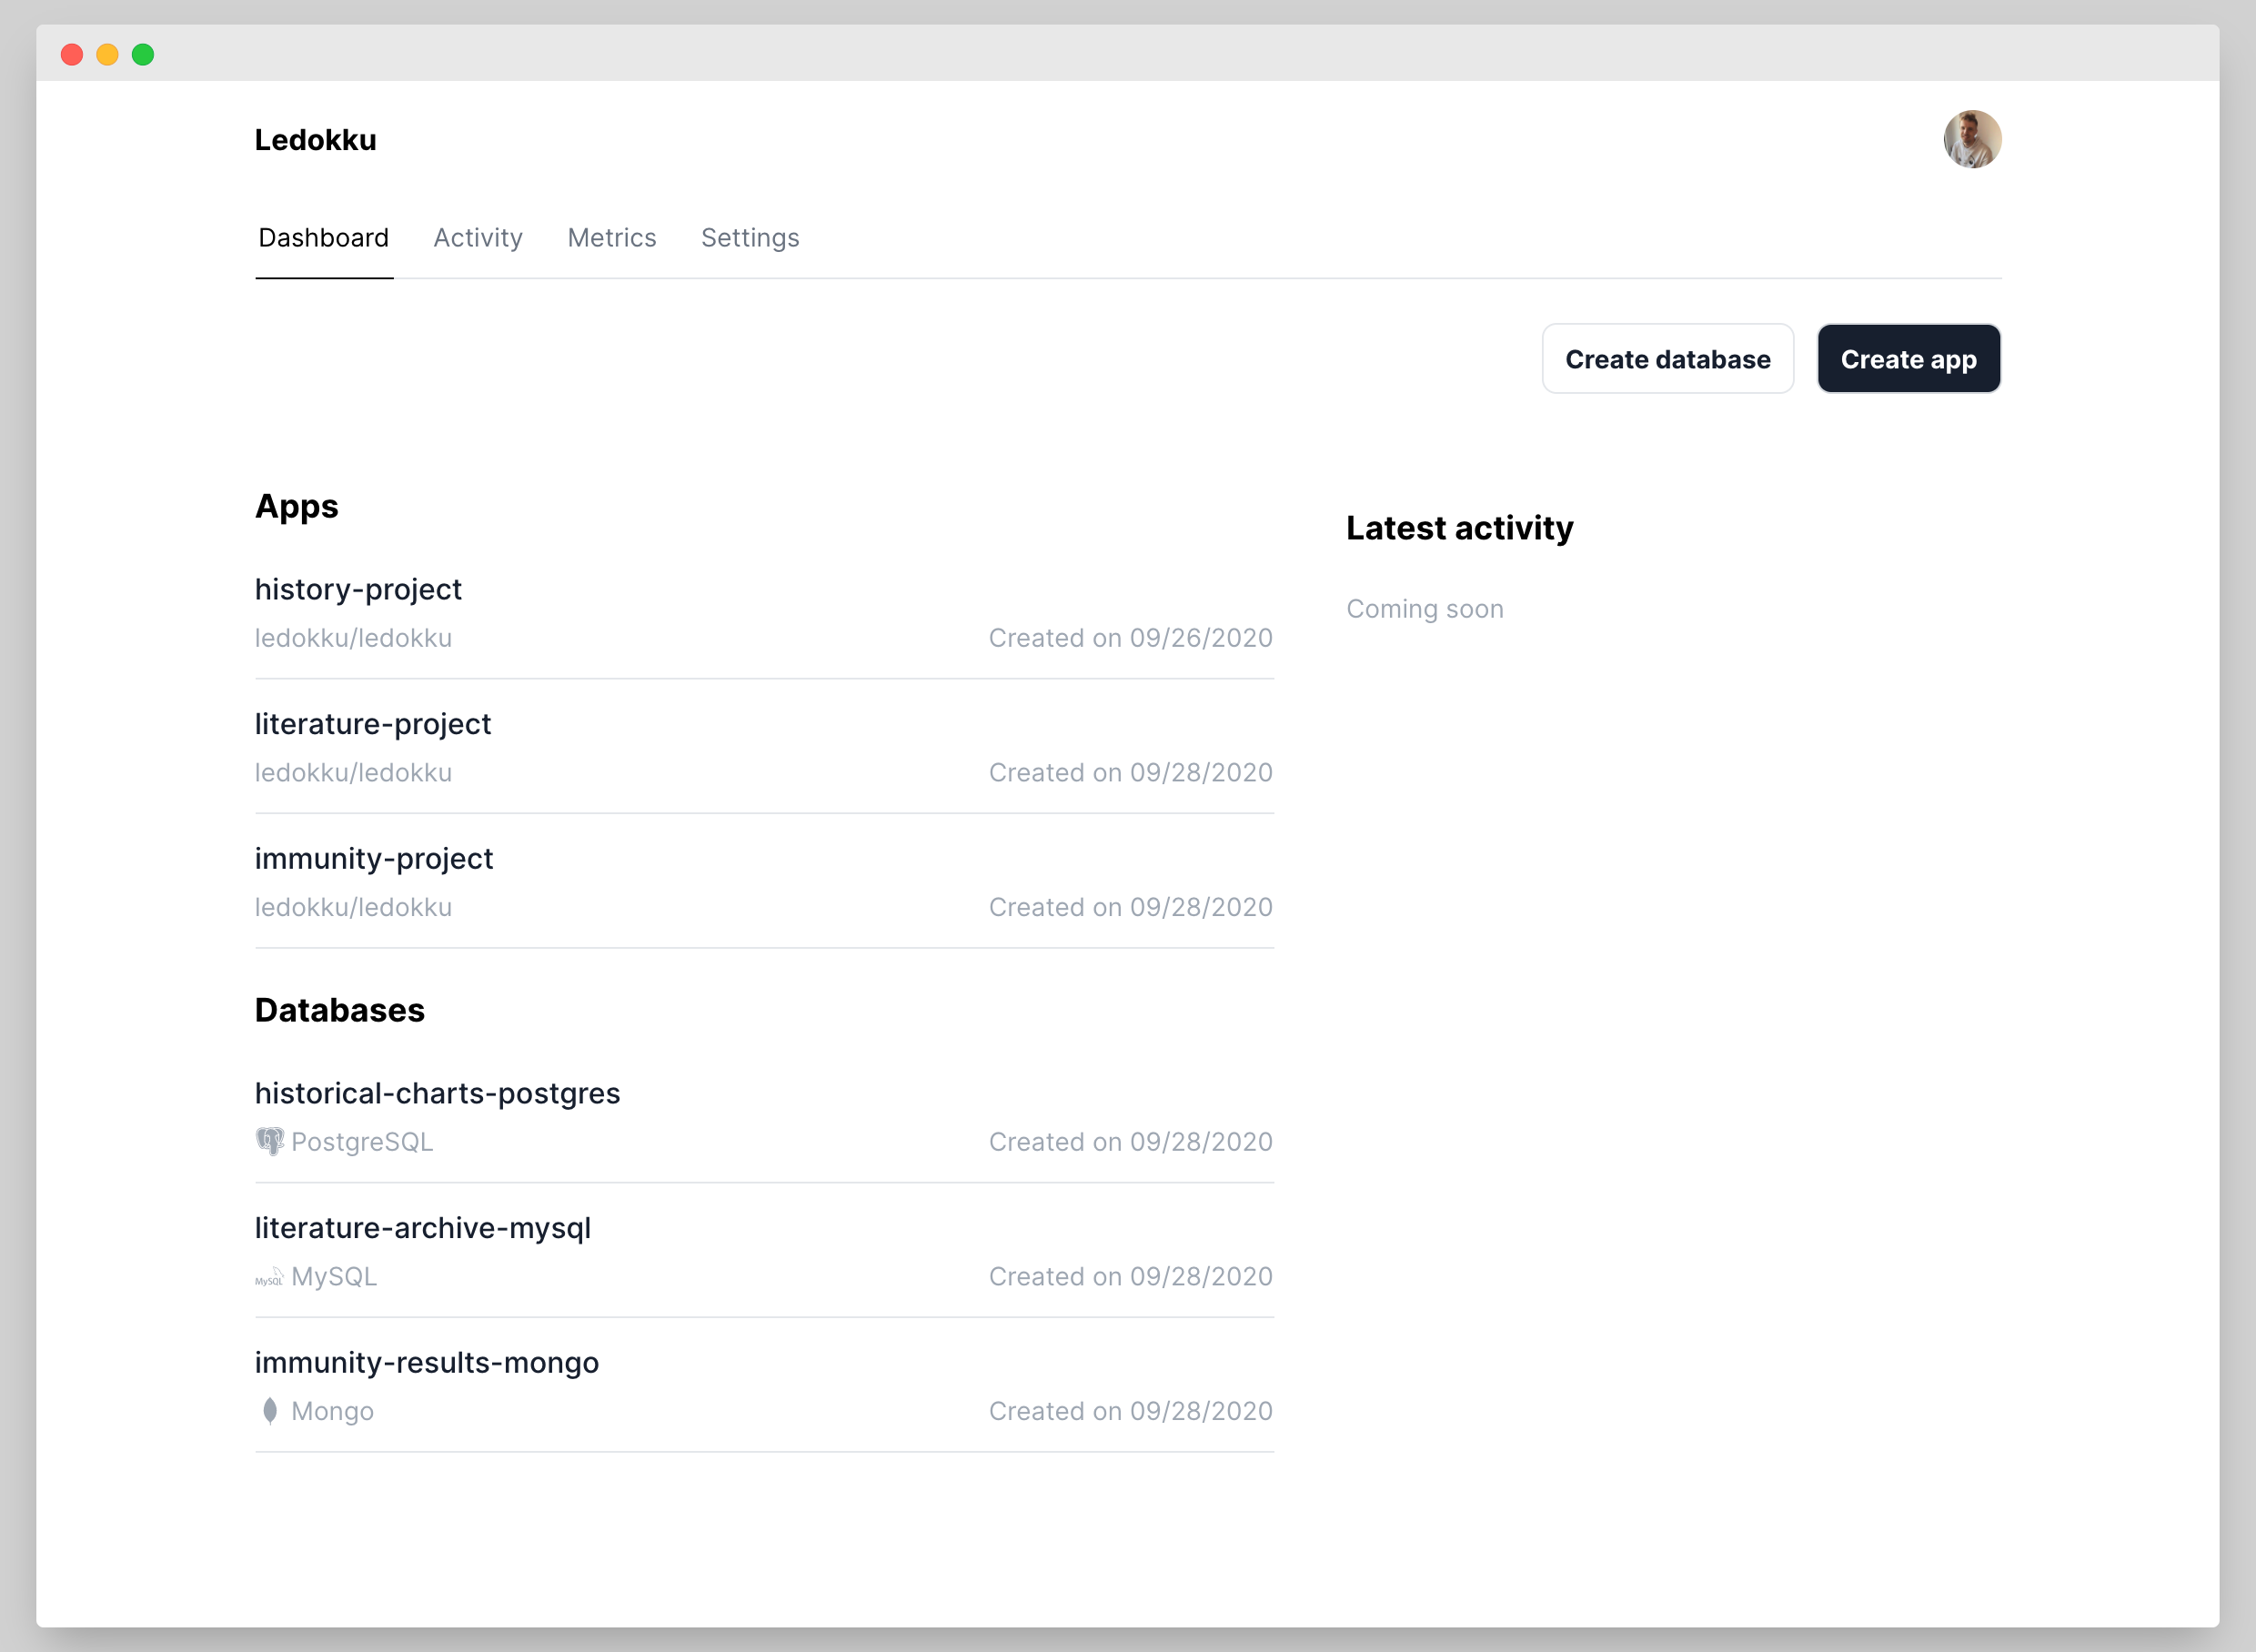 Ledokku
Dashboard Activity Metrics Settings
Create database Create app
Apps
history-project
ledokku/ledokku Created on 09/26/2020
literature-project
ledokku/ledokku Created on 09/28/2020
immunity-project
ledokku/ledokku Created on 09/28/2020
Databases
historical-charts-postgres
PostgreSQL Created on 09/28/2020
literature-archive-mysql
MySQL MySQL Created on 09/28/2020
immunity-results-mongo
Mongo Created on 09/28/2020
Latest activity
Coming soon